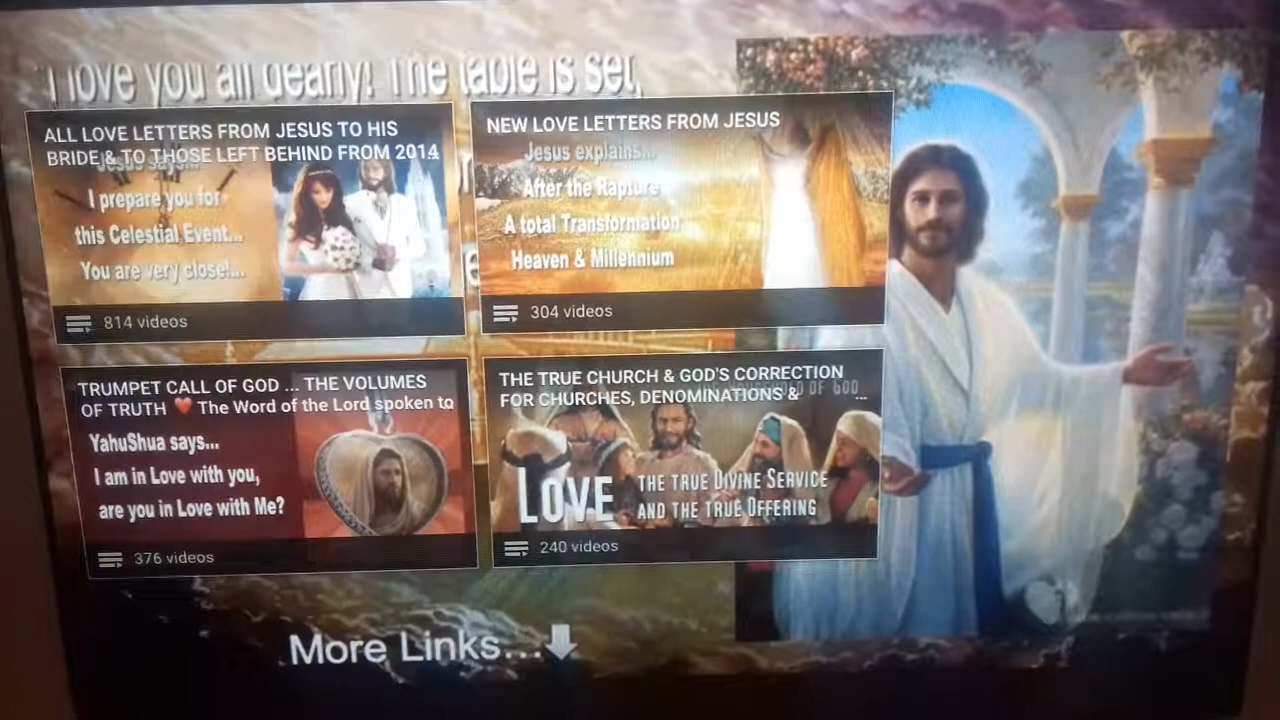 "I love you all dearly! The table is set,
ALL LOVE LETTERS FROM JESUS TO HIS
BRIDE & TO THOSE LEFT BEHIND FROM 2014
Jesus says...
I prepare you for
this Celestial Event...
You are very close!...
814 videos
NEW LOVE LETTERS FROM JESUS
Jesus explains...
After the Rapture
A total Transformation
Heaven & Millennium
304 videos
TRUMPET CALL OF GOD ... THE VOLUMES
OF TRUTH ❤ The Word of the Lord spoken to
YahuShua says...
I am in Love with you,
are you in Love with Me?
376 videos
THE TRUE CHURCH & GOD'S CORRECTION
FOR CHURCHES, DENOMINATIONS & ...
HOUSEHOLD OF GOD
LOVE THE TRUE DIVINE SERVICE
AND THE TRUE OFFERING
240 videos
More Links...